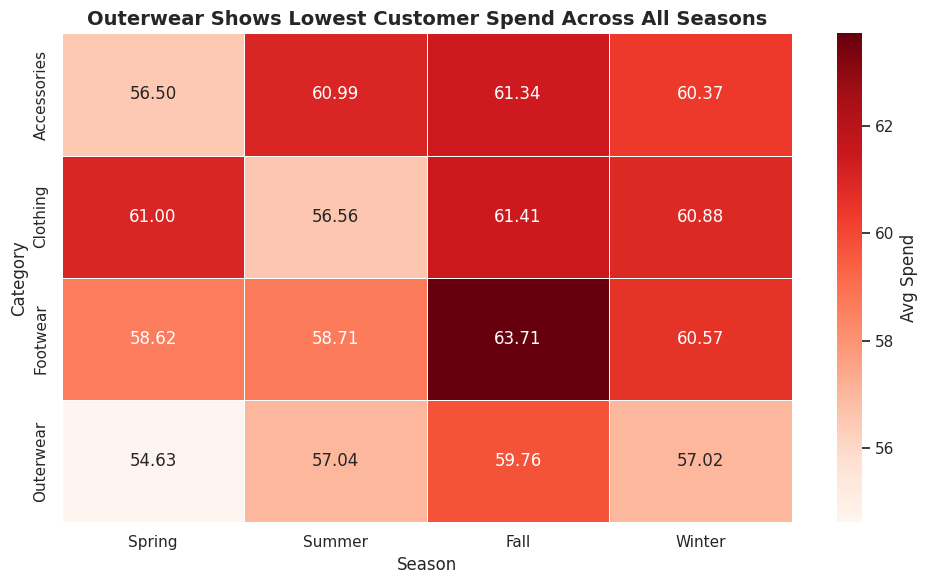 Outerwear Shows Lowest Customer Spend Across All Seasons
Category
Accessories
56.50 60.99 61.34 60.37
Clothing
61.00 56.56 61.41 60.88
Footwear
58.62 58.71 63.71 60.57
Outerwear
54.63 57.04 59.76 57.02
Spring Summer Fall Winter
Season
62
60
58
56
Avg Spend